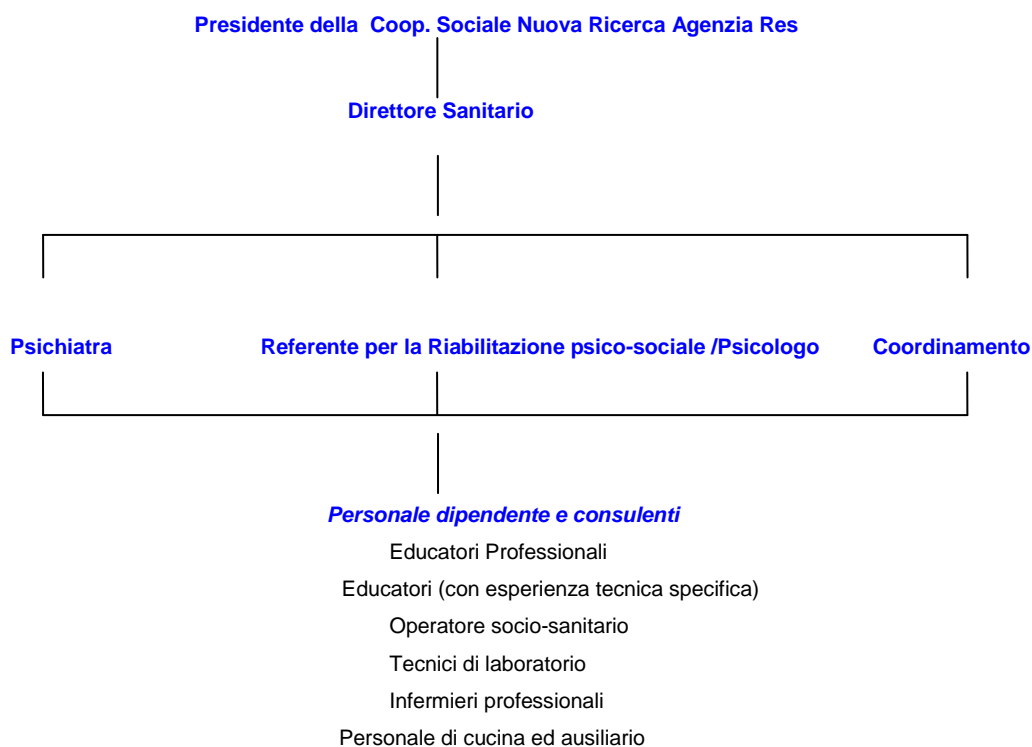 Presidente della  Coop. Sociale Nuova Ricerca Agenzia Res
Direttore Sanitario
Psichiatra
Referente per la Riabilitazione psico-sociale /Psicologo
Coordinamento
Personale dipendente e consulenti
Educatori Professionali
Educatori (con esperienza tecnica specifica)
Operatore socio-sanitario
Tecnici di laboratorio
Infermieri professionali
Personale di cucina ed ausiliario